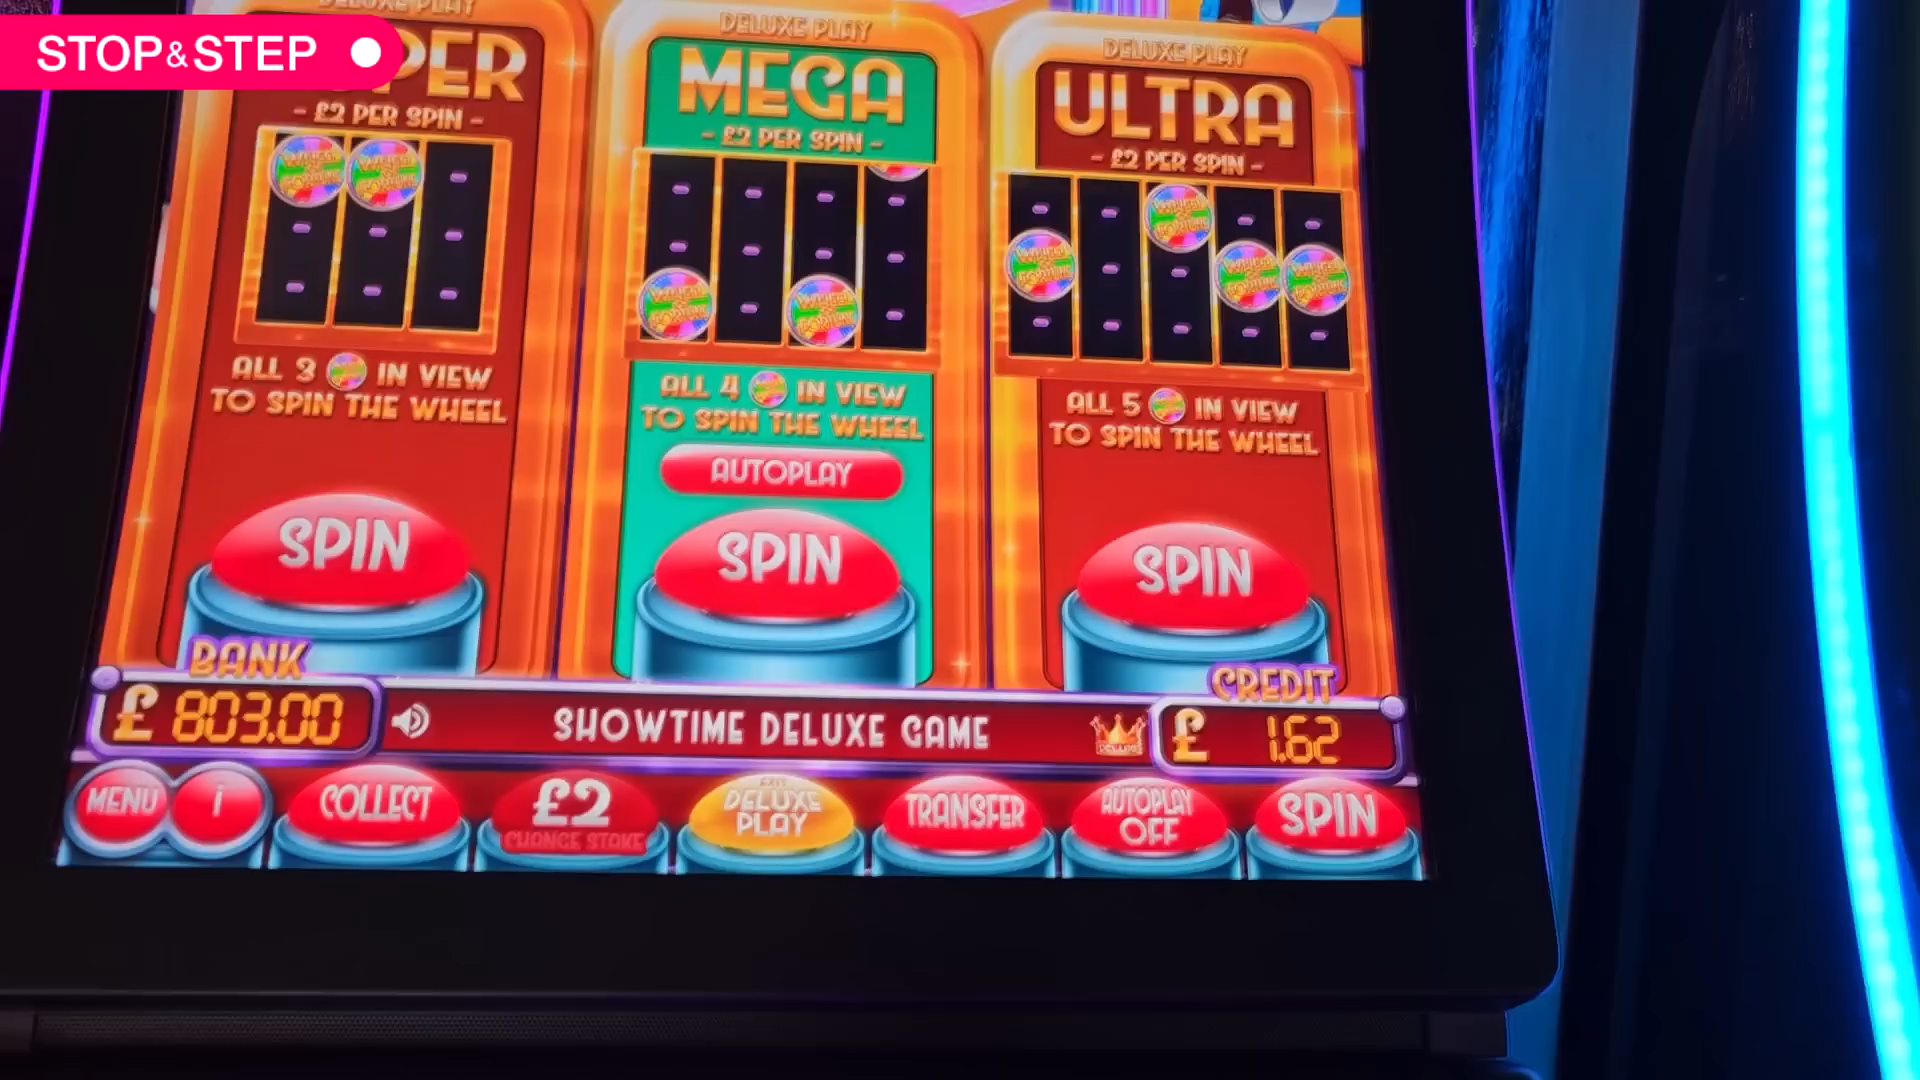 STOP&STEP
DELUXE PLAY
PER
- £2 PER SPIN -
ALL 3 IN VIEW
TO SPIN THE WHEEL
SPIN
DELUXE PLAY
MEGA
- £2 PER SPIN -
ALL 4 IN VIEW
TO SPIN THE WHEEL
AUTOPLAY
SPIN
DELUXE PLAY
ULTRA
- £2 PER SPIN -
ALL 5 IN VIEW
TO SPIN THE WHEEL
SPIN
BANK
£ 803.00
SHOWTIME DELUXE GAME
DELUXE
CREDIT
£ 1.62
MENU
i
COLLECT
£2
CHANGE STAKE
EXIT
DELUXE
PLAY
TRANSFER
AUTOPLAY
OFF
SPIN